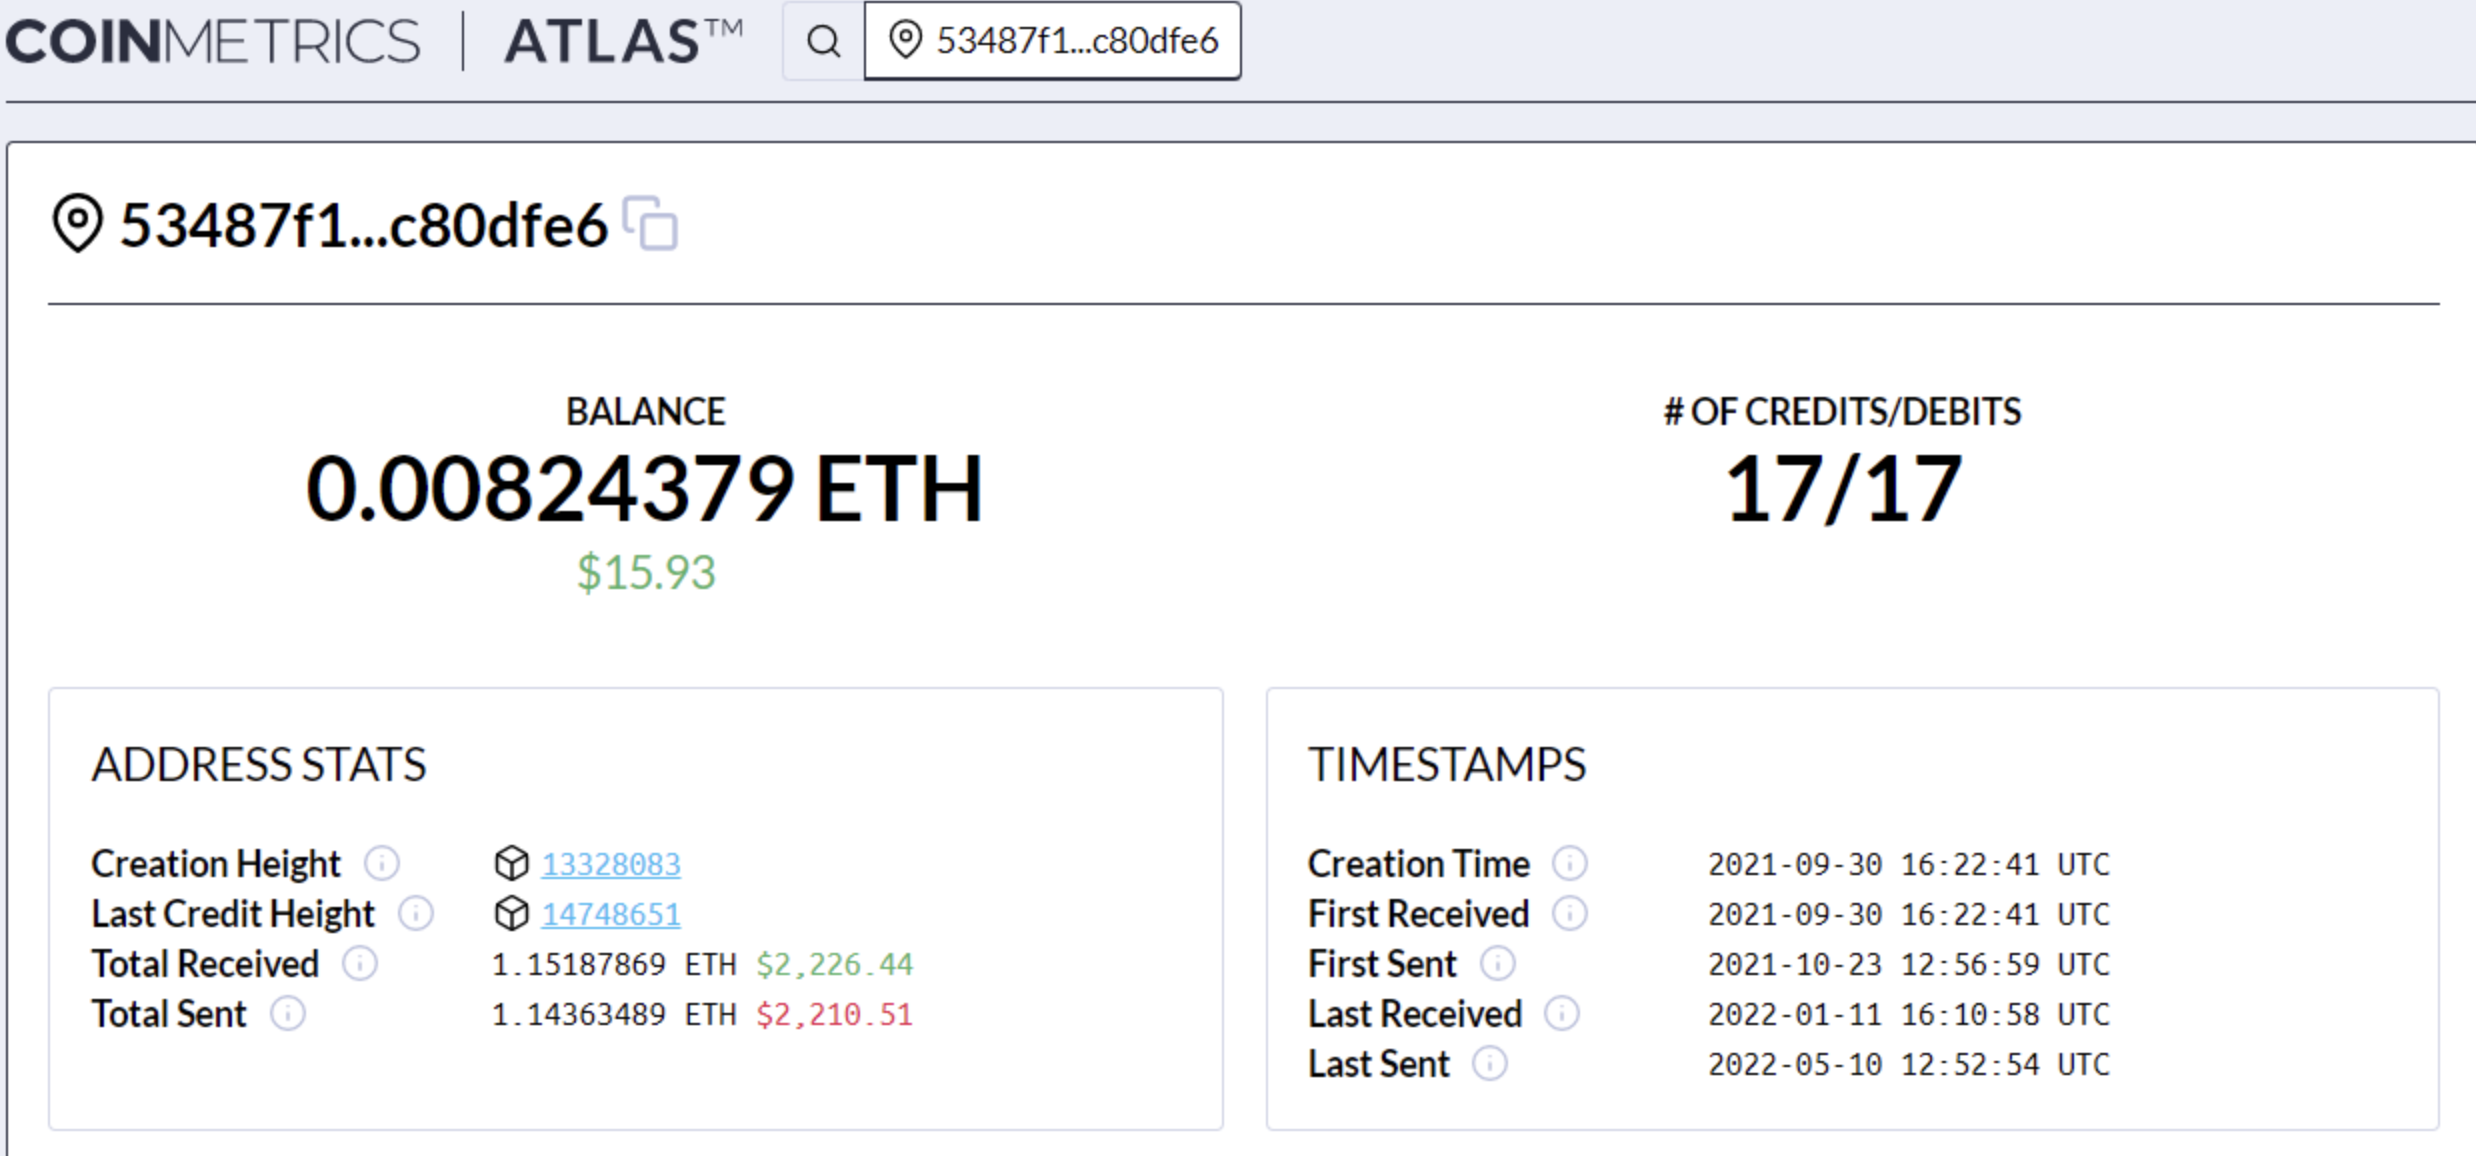 COINMETRICS | ATLAS™ 53487f1...c80dfe6
53487f1...c80dfe6
BALANCE
0.00824379 ETH
$15.93
# OF CREDITS/DEBITS
17/17
ADDRESS STATS
Creation Height 13328083
Last Credit Height 14748651
Total Received 1.15187869 ETH $2,226.44
Total Sent 1.14363489 ETH $2,210.51
TIMESTAMPS
Creation Time 2021-09-30 16:22:41 UTC
First Received 2021-09-30 16:22:41 UTC
First Sent 2021-10-23 12:56:59 UTC
Last Received 2022-01-11 16:10:58 UTC
Last Sent 2022-05-10 12:52:54 UTC